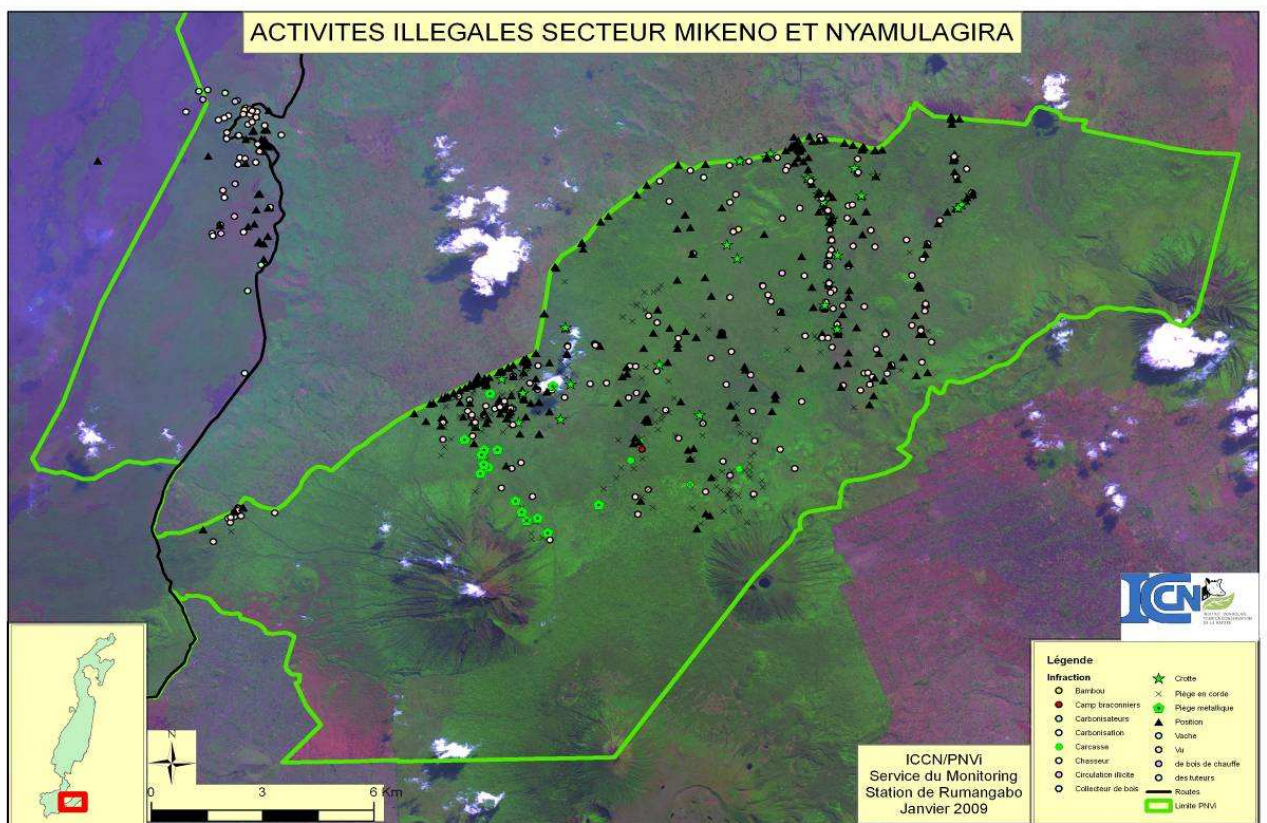 ACTIVITES ILLEGALES SECTEUR MIKENO ET NYAMULAGIRA
N
0 3 6 Km
ICCN/PNVi
Service du Monitoring
Station de Rumangabo
Janvier 2009
ICCN
Légende
Infraction
Bambou
Camp braconniers
Carbonisateurs
Carbonisation
Carcasse
Chasseur
Circulation illicite
Collecteur de bois
Crotte
Piège en corde
Piège métallique
Position
Vache
Vu
de bois de chauffe
des tuteurs
Routes
Limite PNVi